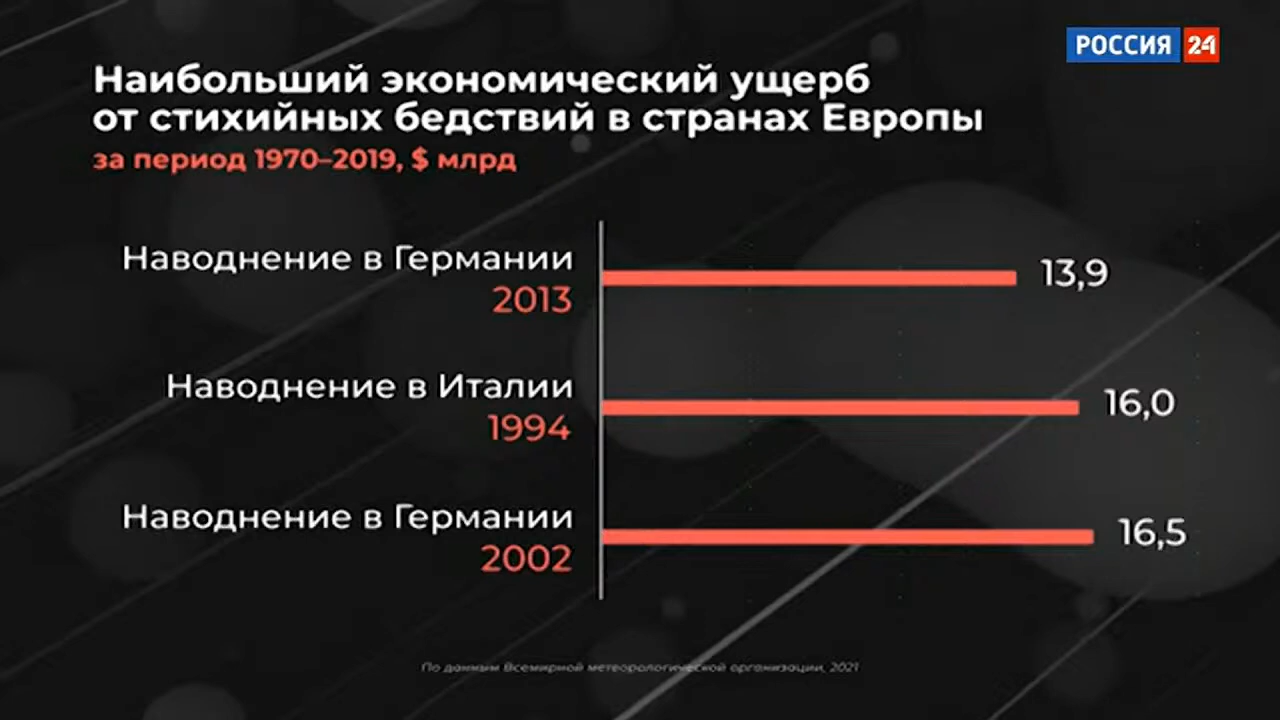 РОССИЯ 24
Наибольший экономический ущерб
от стихийных бедствий в странах Европы
за период 1970–2019, $ млрд
Наводнение в Германии
2013
13,9
Наводнение в Италии
1994
16,0
Наводнение в Германии
2002
16,5
По данным Всемирной метеорологической организации, 2021